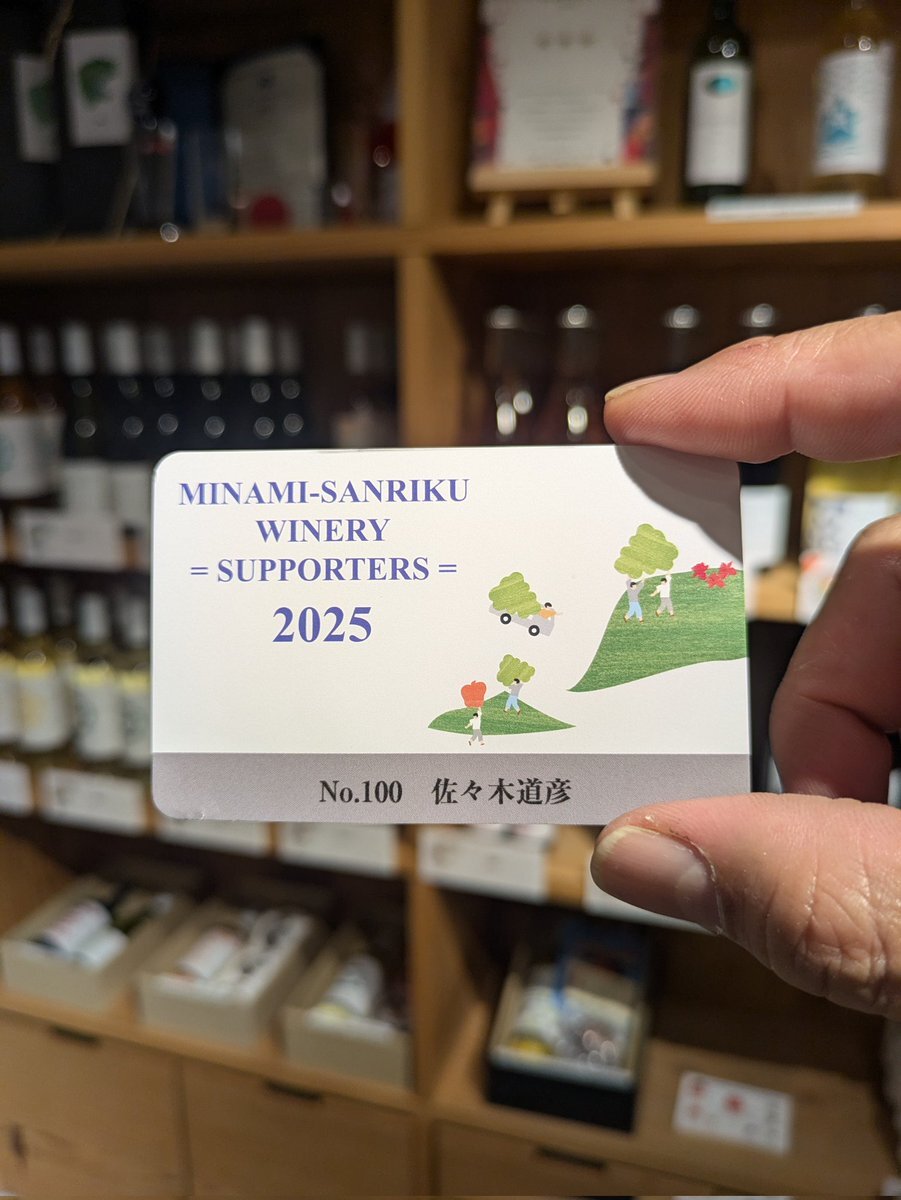 MINAMI-SANRIKU
WINERY
= SUPPORTERS =
2025
No.100　佐々木道彦